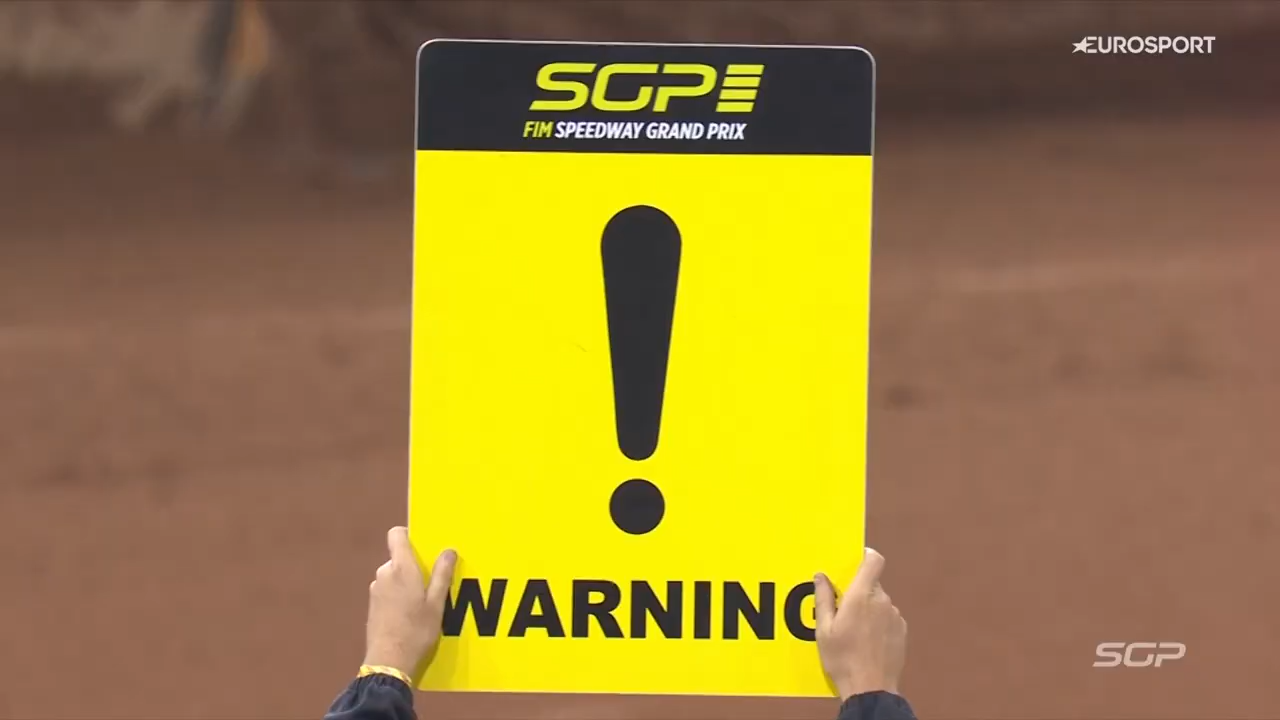 EUROSPORT
SGP
FIM SPEEDWAY GRAND PRIX
!
WARNING
SGP